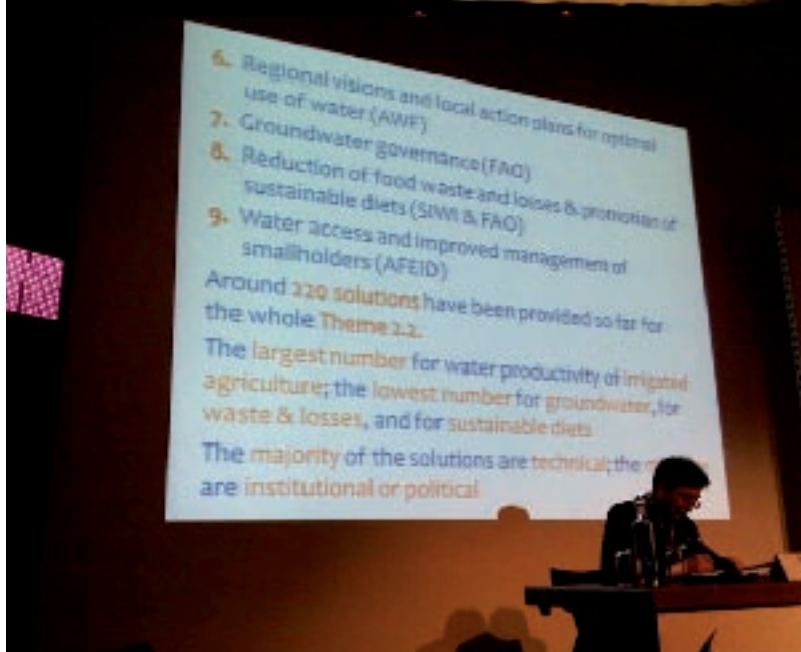 6. Regional visions and local action plans for optimal
use of water (AWF)
7. Groundwater governance (FAO)
8. Reduction of food waste and losses & promotion of
sustainable diets (SIWI & FAO)
9. Water access and improved management of
smallholders (AFEID)
Around 220 solutions have been provided so far for
the whole Theme 2.2.
The largest number for water productivity of irrigated
agriculture; the lowest number for groundwater, for
waste & losses, and for sustainable diets
The majority of the solutions are technical; the
are institutional or political